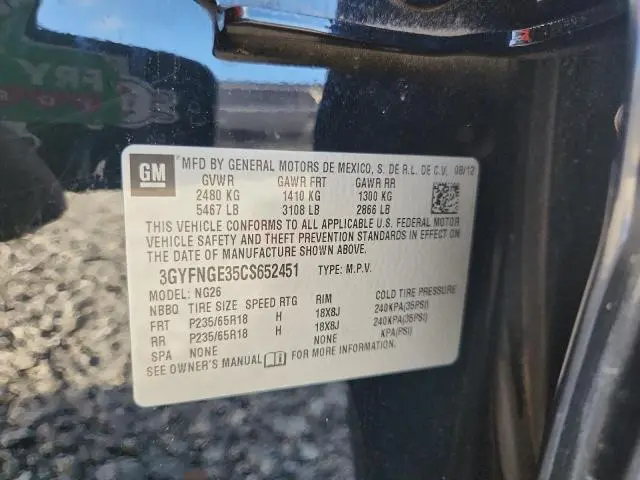 FRY
GM
*MFD BY GENERAL MOTORS DE MEXICO, S. DE R.L. DE C.V. 08/12
GVWR GAWR FRT GAWR RR
2480 KG 1410 KG 1300 KG
5467 LB 3108 LB 2866 LB
THIS VEHICLE CONFORMS TO ALL APPLICABLE U.S. FEDERAL MOTOR
VEHICLE SAFETY AND THEFT PREVENTION STANDARDS IN EFFECT ON
THE DATE OF MANUFACTURE SHOWN ABOVE.
3GYFNGE35CS652451 TYPE: M.P.V.
MODEL: NG26
NBBQ TIRE SIZE SPEED RTG RIM COLD TIRE PRESSURE
FRT P235/65R18 H 18X8J 240KPA(35PSI)
RR P235/65R18 H 18X8J 240KPA(35PSI)
SPA NONE NONE KPA(PSI)
SEE OWNER'S MANUAL FOR MORE INFORMATION.